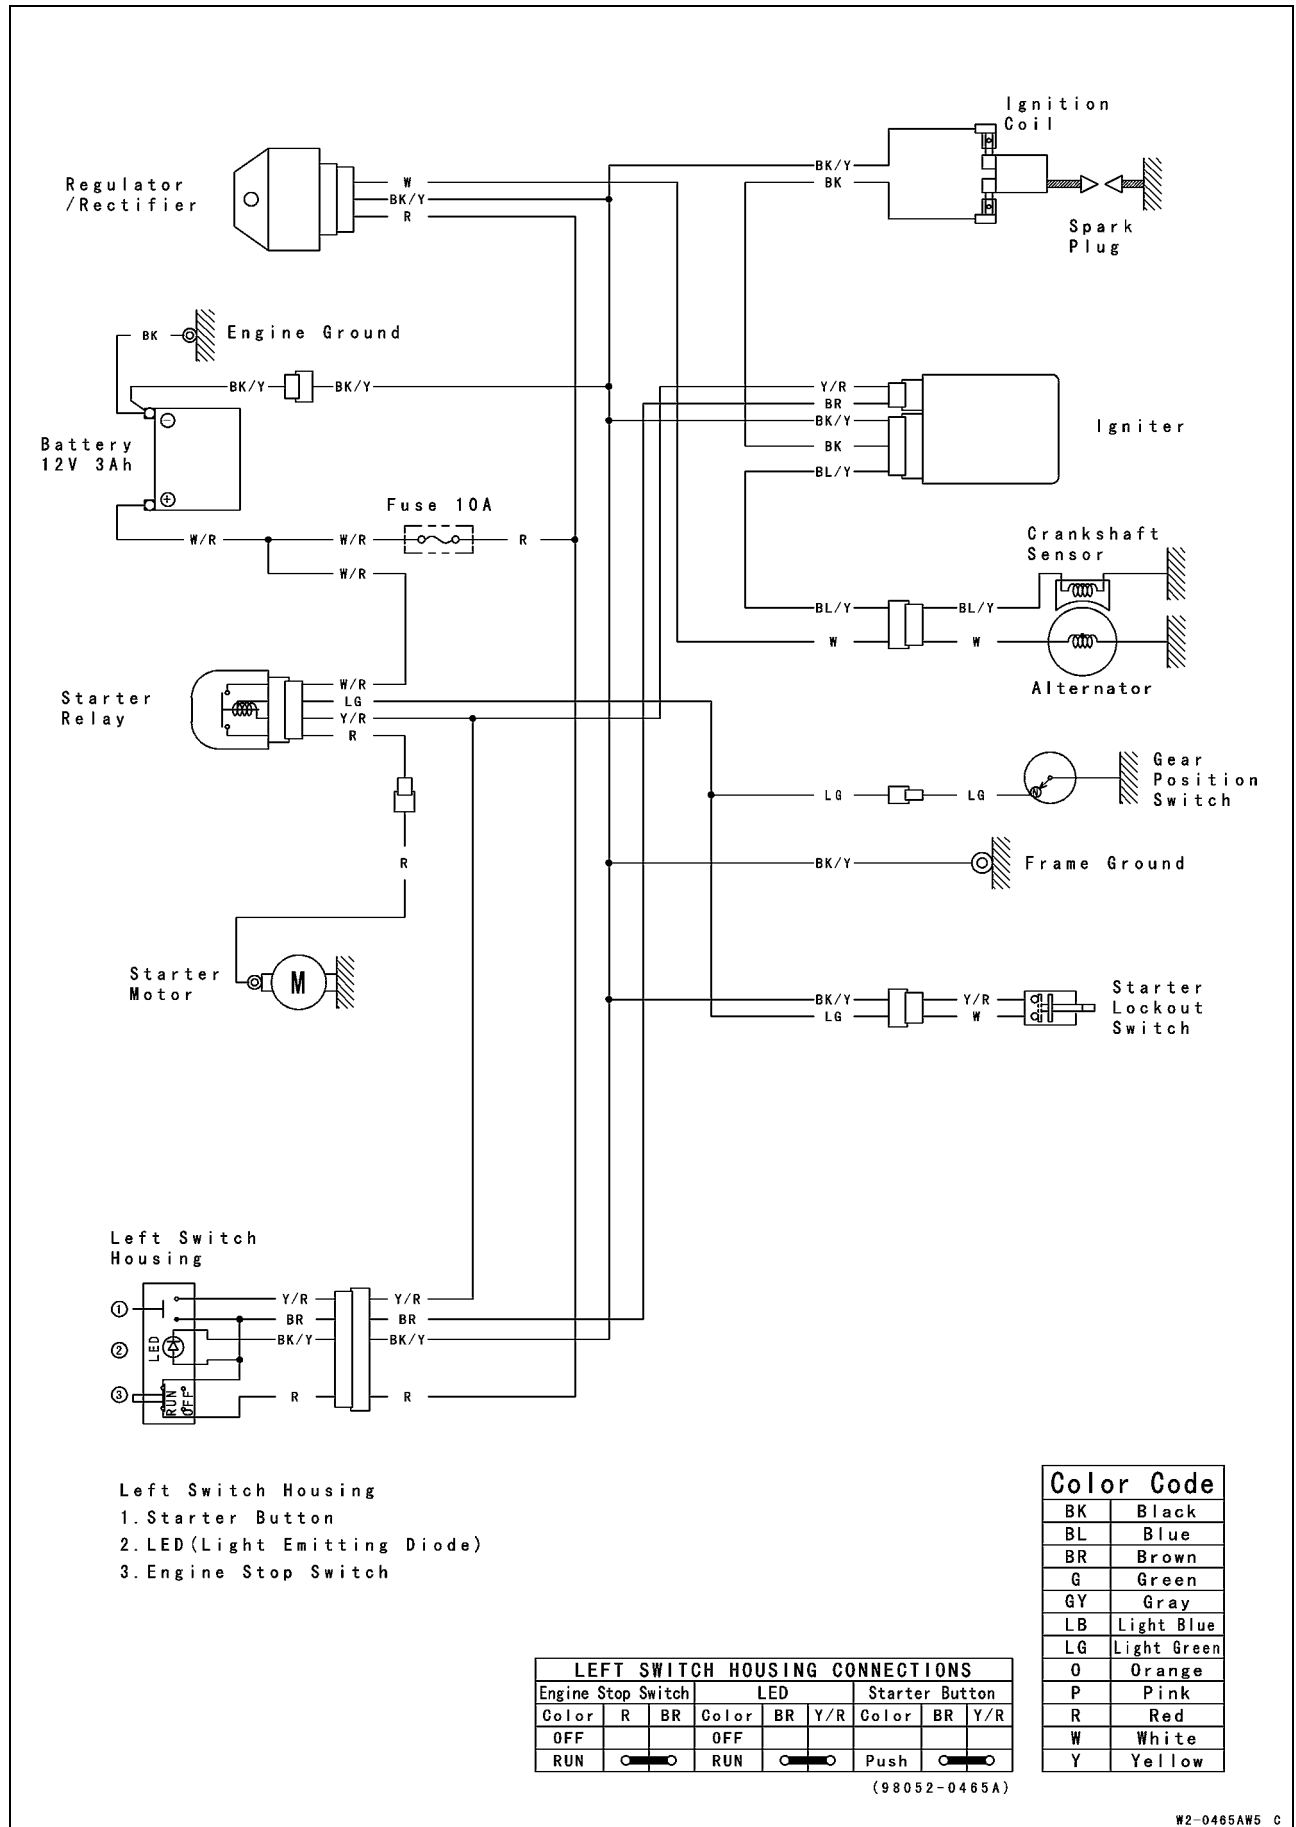 Ignition
Coil
BK/Y
BK
Regulator
/Rectifier
W
BK/Y
R
Spark
Plug
BK
Engine Ground
BK/Y
BK/Y
Y/R
BR
BK/Y
BK
BL/Y
Igniter
−
Battery
12V 3Ah
+
Fuse 10A
W/R
W/R
R
W/R
Crankshaft
Sensor
BL/Y
BL/Y
W
W
Alternator
Starter
Relay
W/R
LG
Y/R
R
Gear
Position
Switch
N
LG
LG
R
BK/Y
Frame Ground
Starter
Motor
M
BK/Y
LG
Y/R
W
Starter
Lockout
Switch
Left Switch
Housing
1
Y/R
Y/R
BR
BR
2
LED
BK/Y
BK/Y
3
RUN
OFF
R
R
Left Switch Housing
1.Starter Button
2.LED(Light Emitting Diode)
3.Engine Stop Switch
Color Code
BK Black
BL Blue
BR Brown
G Green
GY Gray
LB Light Blue
LG Light Green
O Orange
P Pink
R Red
W White
Y Yellow
LEFT SWITCH HOUSING CONNECTIONS
Engine Stop Switch LED Starter Button
Color R BR Color BR Y/R Color BR Y/R
OFF OFF
RUN RUN Push
(98052-0465A)
W2-0465AW5 C